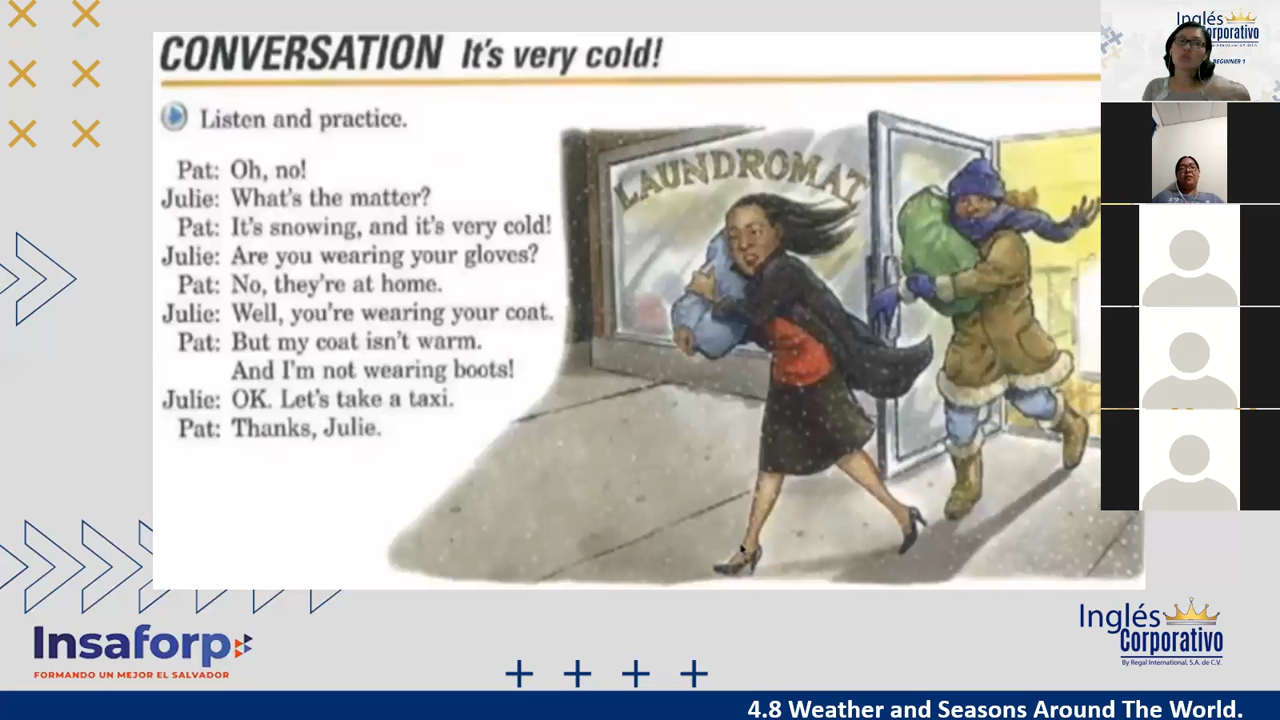 CONVERSATION It's very cold!
Listen and practice.
Pat: Oh, no!
Julie: What's the matter?
Pat: It's snowing, and it's very cold!
Julie: Are you wearing your gloves?
Pat: No, they're at home.
Julie: Well, you're wearing your coat.
Pat: But my coat isn't warm.
And I'm not wearing boots!
Julie: OK. Let's take a taxi.
Pat: Thanks, Julie.
LAUNDROMAT
Inglés
Corporativo
BEGINNER 1
Insaforp
FORMANDO UN MEJOR EL SALVADOR
Inglés
Corporativo
By Regal International, S.A. de C.V.
4.8 Weather and Seasons Around The World.